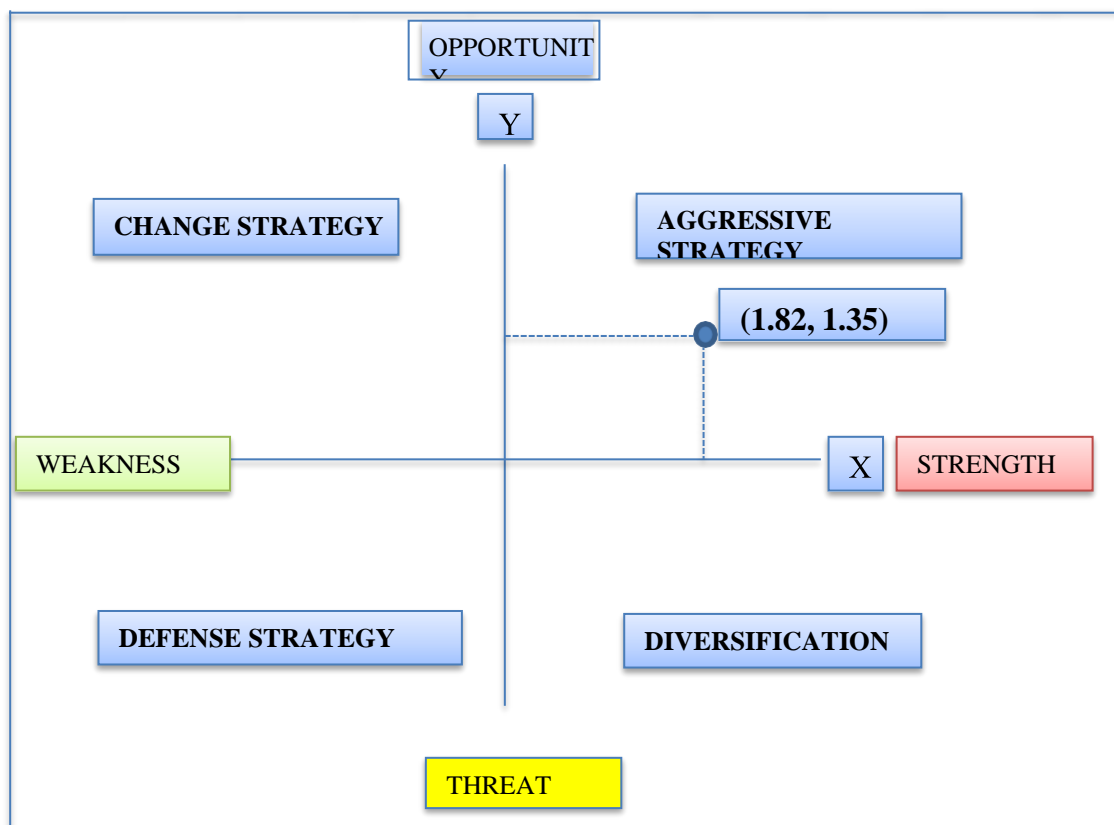 OPPORTUNIT
Y
Y
CHANGE STRATEGY
AGGRESSIVE
STRATEGY
(1.82, 1.35)
WEAKNESS
X
STRENGTH
DEFENSE STRATEGY
DIVERSIFICATION
THREAT